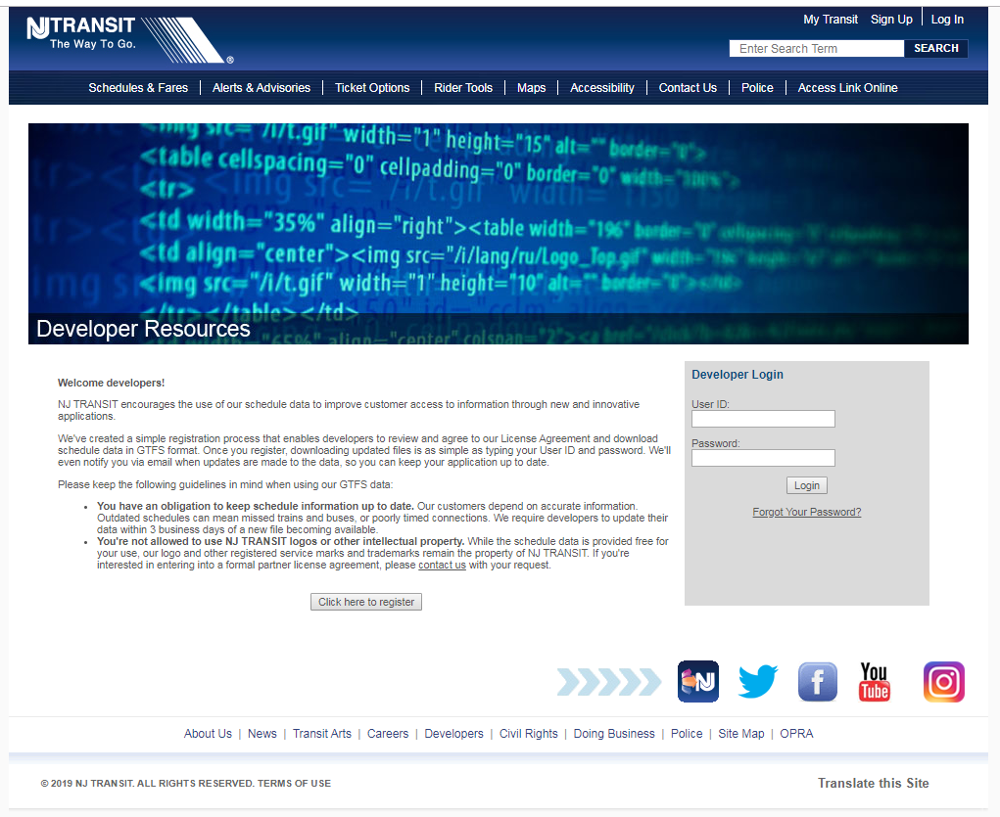 NJ TRANSIT
The Way To Go.
®
My Transit Sign Up Log In
Enter Search Term SEARCH
Schedules & Fares Alerts & Advisories Ticket Options Rider Tools Maps Accessibility Contact Us Police Access Link Online
<img src="/i/t.gif" width="1" height="15" alt="" border="0">
<table cellspacing="0" cellpadding="0" border="0" width="100%">
<tr>
<td width="35%" align="right"><table width="196" border="0"
<td align="center"><img src="/i/lang/ru/Logo_Top.gif" width="196"
<img src="/i/t.gif" width="1" height="10" alt="" border="0"></td>
</tr></table></td>
Developer Resources
Welcome developers!
NJ TRANSIT encourages the use of our schedule data to improve customer access to information through new and innovative
applications.
We've created a simple registration process that enables developers to review and agree to our License Agreement and download
schedule data in GTFS format. Once you register, downloading updated files is as simple as typing your User ID and password. We'll
even notify you via email when updates are made to the data, so you can keep your application up to date.
Please keep the following guidelines in mind when using our GTFS data:
• You have an obligation to keep schedule information up to date. Our customers depend on accurate information.
Outdated schedules can mean missed trains and buses, or poorly timed connections. We require developers to update their
data within 3 business days of a new file becoming available.
• You're not allowed to use NJ TRANSIT logos or other intellectual property. While the schedule data is provided free for
your use, our logo and other registered service marks and trademarks remain the property of NJ TRANSIT. If you're
interested in entering into a formal partner license agreement, please contact us with your request.
Click here to register
Developer Login
User ID:
Password:
Login
Forgot Your Password?
NJ
f
You
Tube
About Us | News | Transit Arts | Careers | Developers | Civil Rights | Doing Business | Police | Site Map | OPRA
© 2019 NJ TRANSIT. ALL RIGHTS RESERVED. TERMS OF USE
Translate this Site